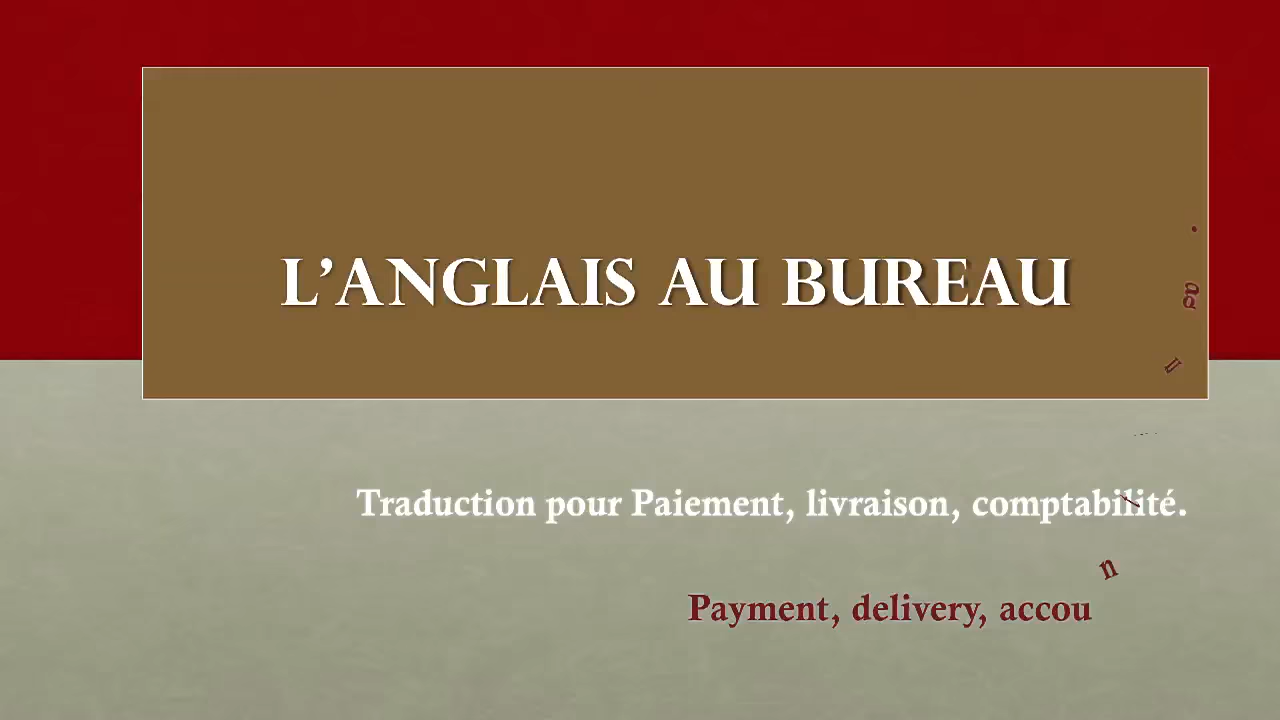 L'ANGLAIS AU BUREAU
Traduction pour Paiement, livraison, comptabilité.
Payment, delivery, accou